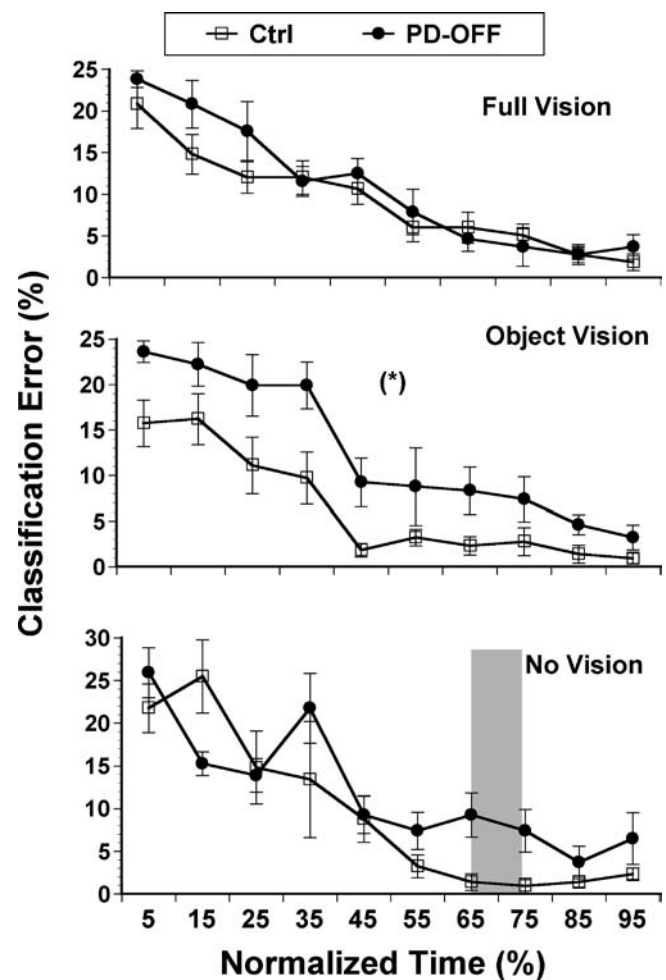 Ctrl PD-OFF
25
Full Vision
20
15
10
5
0
25
Object Vision
20
(*)
15
10
5
0
30
No Vision
25
20
15
10
5
0
5 15 25 35 45 55 65 75 85 95
Normalized Time (%)
Classification Error (%)